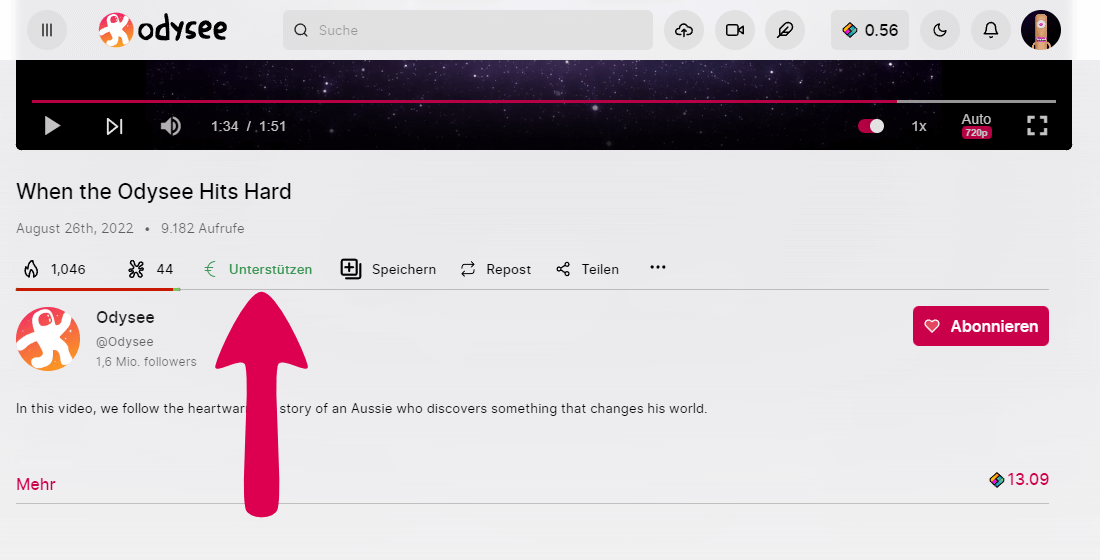 odysee
Suche
0.56
1:34 / 1:51
1x
Auto
720p
When the Odysee Hits Hard
August 26th, 2022 • 9.182 Aufrufe
1,046
44
€ Unterstützen
Speichern
Repost
Teilen
Odysee
@Odysee
1,6 Mio. followers
Abonnieren
In this video, we follow the heartwar story of an Aussie who discovers something that changes his world.
Mehr
13.09